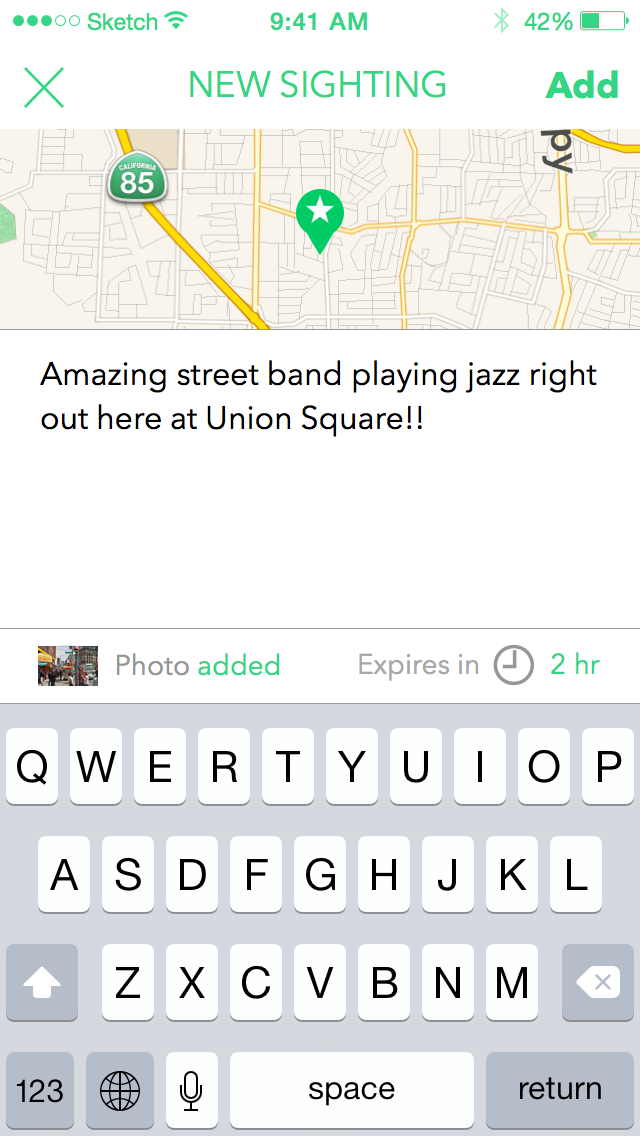 Sketch 9:41 AM 42%
NEW SIGHTING Add
CALIFORNIA
85
py
Amazing street band playing jazz right
out here at Union Square!!
Photo added Expires in 2 hr
Q W E R T Y U I O P
A S D F G H J K L
Z X C V B N M
123 space return